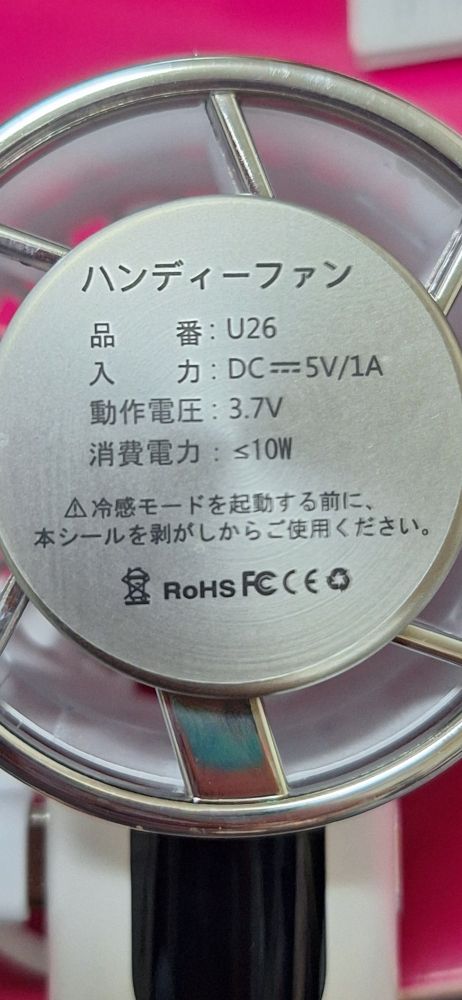 ハンディーファン
品　番: U26
入　力: DC⎓5V/1A
動作電圧: 3.7V
消費電力: ≤10W
⚠冷感モードを起動する前に、
本シールを剥がしからご使用ください。
RoHS FC CE